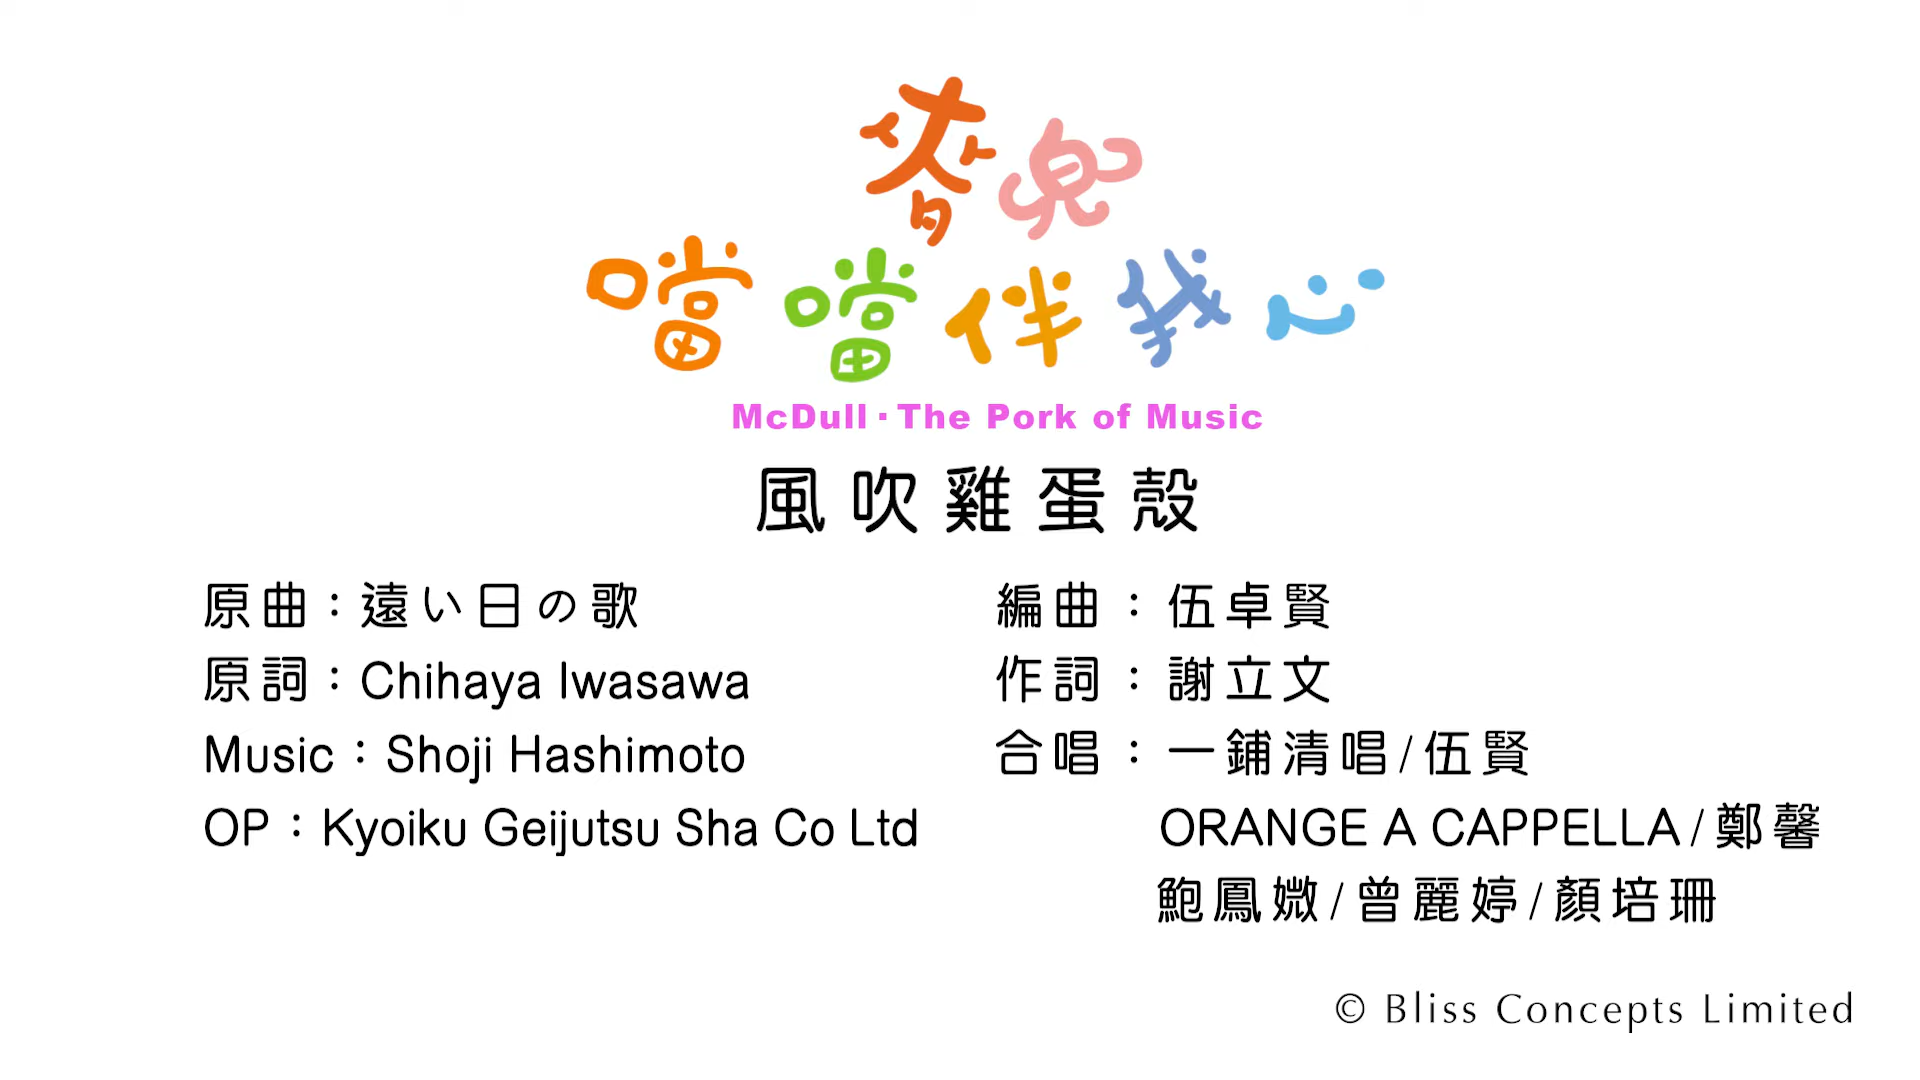 麥兜
噹噹伴我心
McDull·The Pork of Music
風吹雞蛋殼
原曲：遠い日の歌
原詞：Chihaya Iwasawa
Music：Shoji Hashimoto
OP：Kyoiku Geijutsu Sha Co Ltd
編曲：伍卓賢
作詞：謝立文
合唱：一鋪清唱/伍賢
ORANGE A CAPPELLA/鄭馨
鮑鳳媺/曾麗婷/顏培珊
© Bliss Concepts Limited